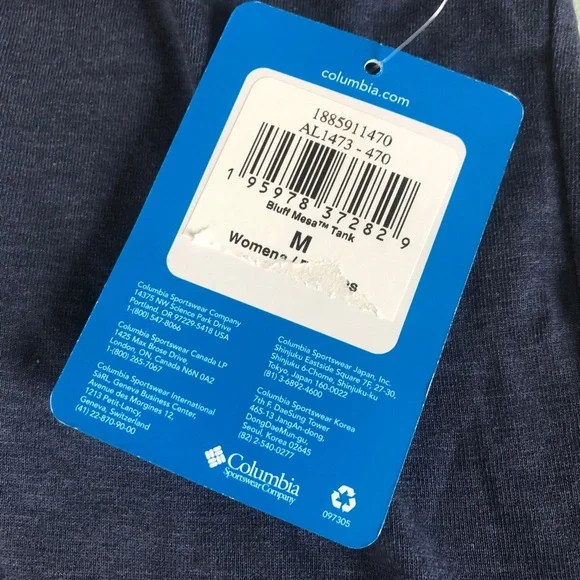 columbia.com
1885911470
AL1473 - 470
1 95978 37282 9
Bluff Mesa™ Tank
M
Womens /
Columbia Sportswear Company
14375 NW Science Park Drive
Portland, OR 97229-5418 USA
1-(800) 547-8066
Columbia Sportswear Canada LP
1425 Max Brose Drive
London, ON, Canada N6N 0A2
1-(800) 265-7067
Columbia Sportswear International
SàRL, Geneva Business Center,
Avenue des Morgines 12,
1213 Petit-Lancy,
Geneva, Switzerland
(41) 22-870-90-00
Columbia Sportswear Japan, Inc.
Shinjuku Eastside Square 7F, 27-30,
Shinjuku 6-Chome, Shinjuku-ku
Tokyo, Japan 160-0022
(81) 3-6892-4600
Columbia Sportswear Korea
7th F. DaeSung Tower
465-13 JangAn-dong,
DongDaeMun-gu,
Seoul, Korea 02645
(82) 2-540-0277
Columbia
Sportswear Company
097305